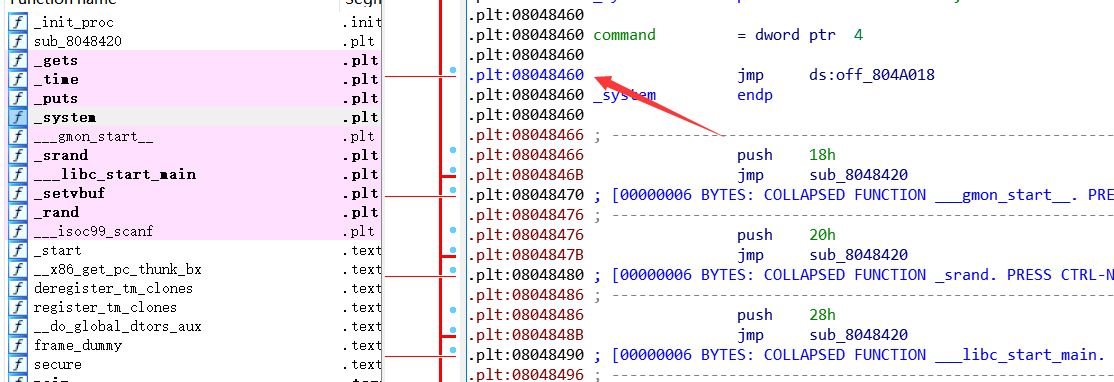 Function name
_init_proc .init
sub_8048420 .plt
_gets .plt
_time .plt
_puts .plt
_system .plt
___gmon_start__ .plt
_srand .plt
___libc_start_main .plt
_setvbuf .plt
_rand .plt
___isoc99_scanf .plt
_start .text
__x86_get_pc_thunk_bx .text
deregister_tm_clones .text
register_tm_clones .text
__do_global_dtors_aux .text
frame_dummy .text
secure .text
.plt:08048460
.plt:08048460 command = dword ptr 4
.plt:08048460
.plt:08048460 jmp ds:off_804A018
.plt:08048460 _system endp
.plt:08048460
.plt:08048466 ; ---------------------------------------------------------------
.plt:08048466 push 18h
.plt:0804846B jmp sub_8048420
.plt:08048470 ; [00000006 BYTES: COLLAPSED FUNCTION ___gmon_start__. PRE
.plt:08048476 ; ---------------------------------------------------------------
.plt:08048476 push 20h
.plt:0804847B jmp sub_8048420
.plt:08048480 ; [00000006 BYTES: COLLAPSED FUNCTION _srand. PRESS CTRL-N
.plt:08048486 ; ---------------------------------------------------------------
.plt:08048486 push 28h
.plt:0804848B jmp sub_8048420
.plt:08048490 ; [00000006 BYTES: COLLAPSED FUNCTION ___libc_start_main.
.plt:08048496 ; ---------------------------------------------------------------